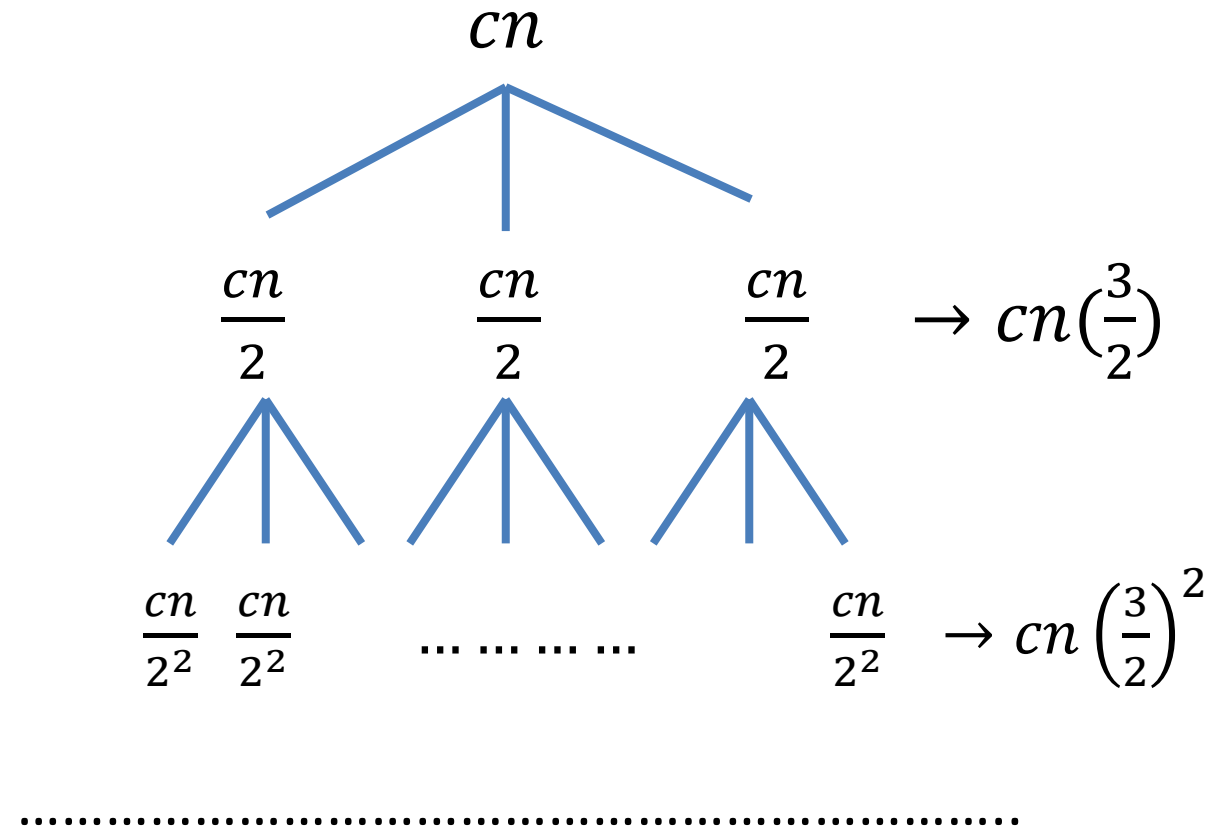 cn
cn/2 cn/2 cn/2 → cn(3/2)
cn/2² cn/2² … … … … cn/2² → cn(3/2)²
……………………………………………………………